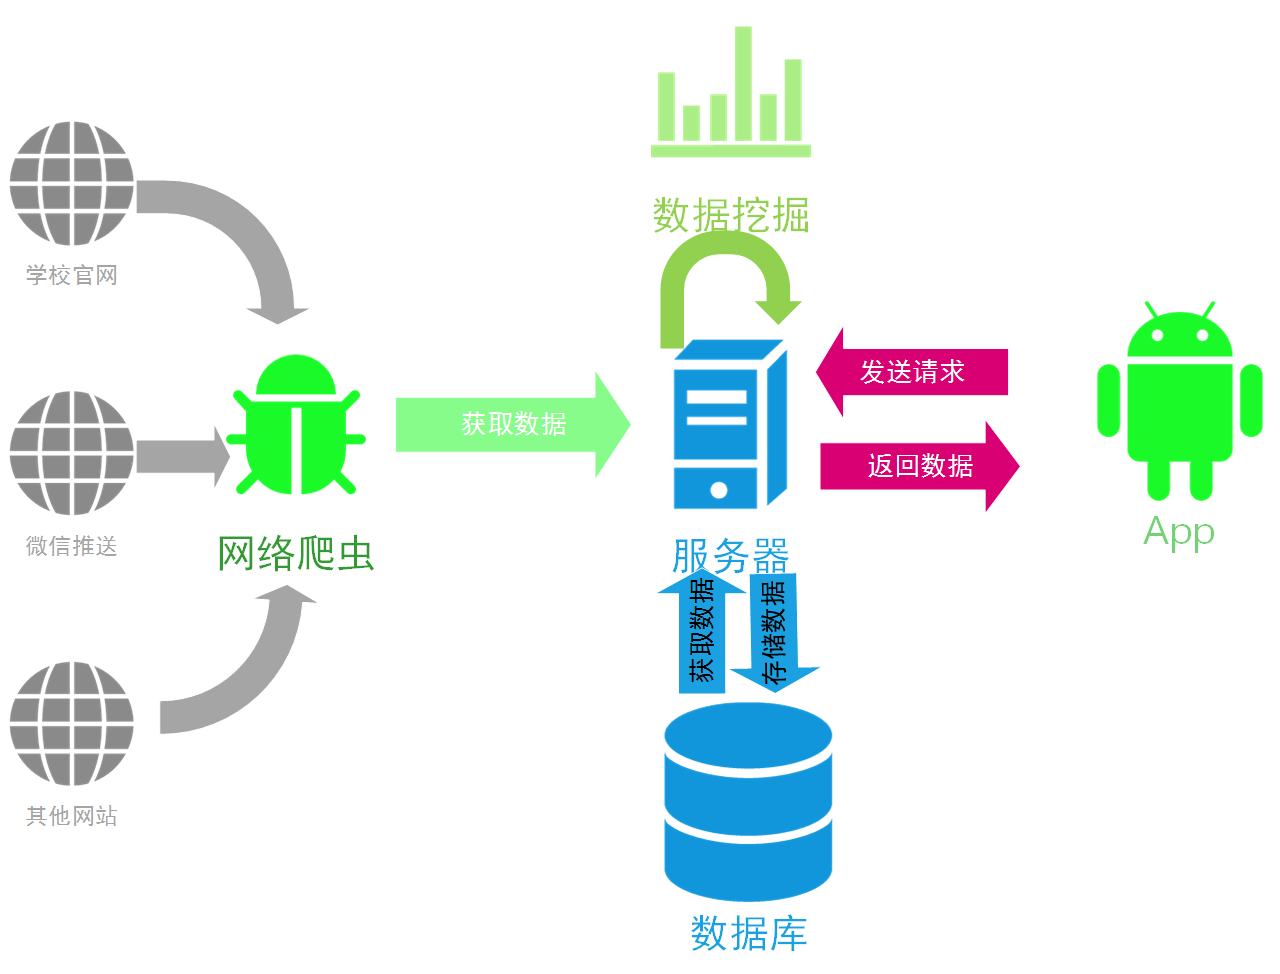 数据挖掘
学校官网
发送请求
获取数据
返回数据
App
微信推送
网络爬虫
服务器
获取数据
存储数据
其他网站
数据库